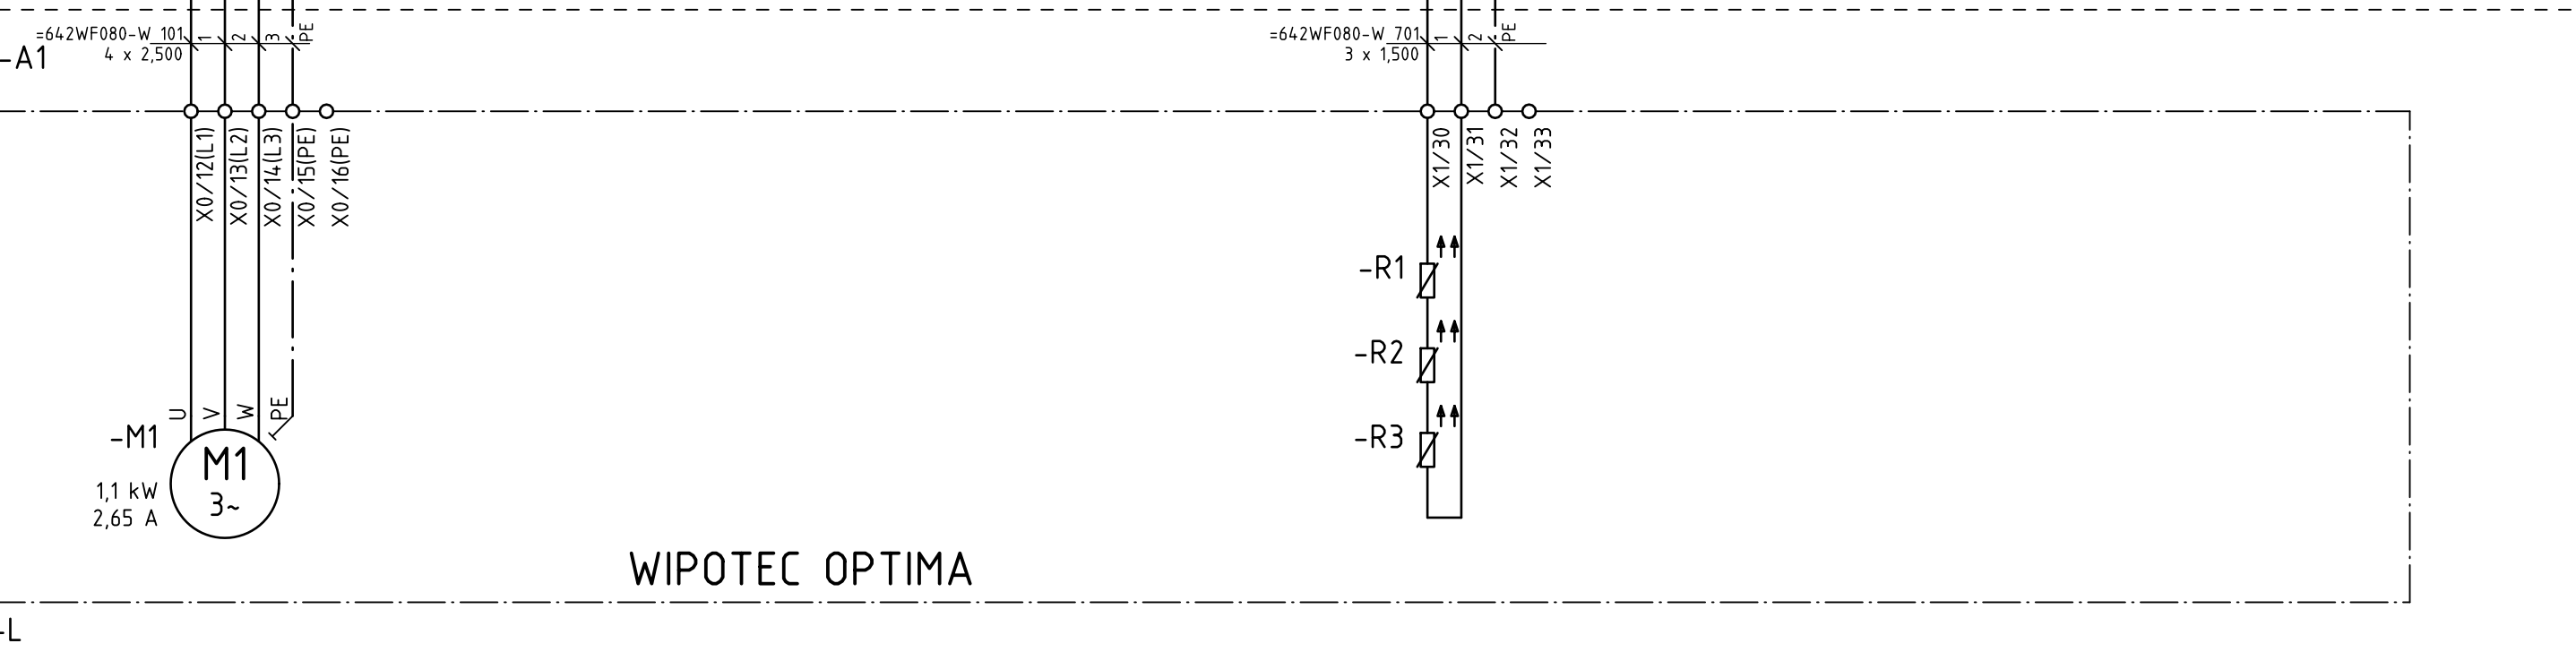 =642WF080-W 101
1
2
3
PE
4 x 2,500
-A1
=642WF080-W 701
1
2
PE
3 x 1,500
X0/12(L1)
X0/13(L2)
X0/14(L3)
X0/15(PE)
X0/16(PE)
X1/30
X1/31
X1/32
X1/33
-R1
-R2
-R3
U
V
W
PE
-M1
M1
3~
1,1 kW
2,65 A
WIPOTEC OPTIMA
-L